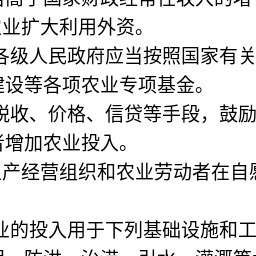 高于国家财政经常性收入的增
业扩大利用外资。
各级人民政府应当按照国家有关
建设等各项农业专项基金。
税收、价格、信贷等手段，鼓励
者增加农业投入。
产经营组织和农业劳动者在自愿
业的投入用于下列基础设施和工
、防洪、治涝、引水、灌溉等